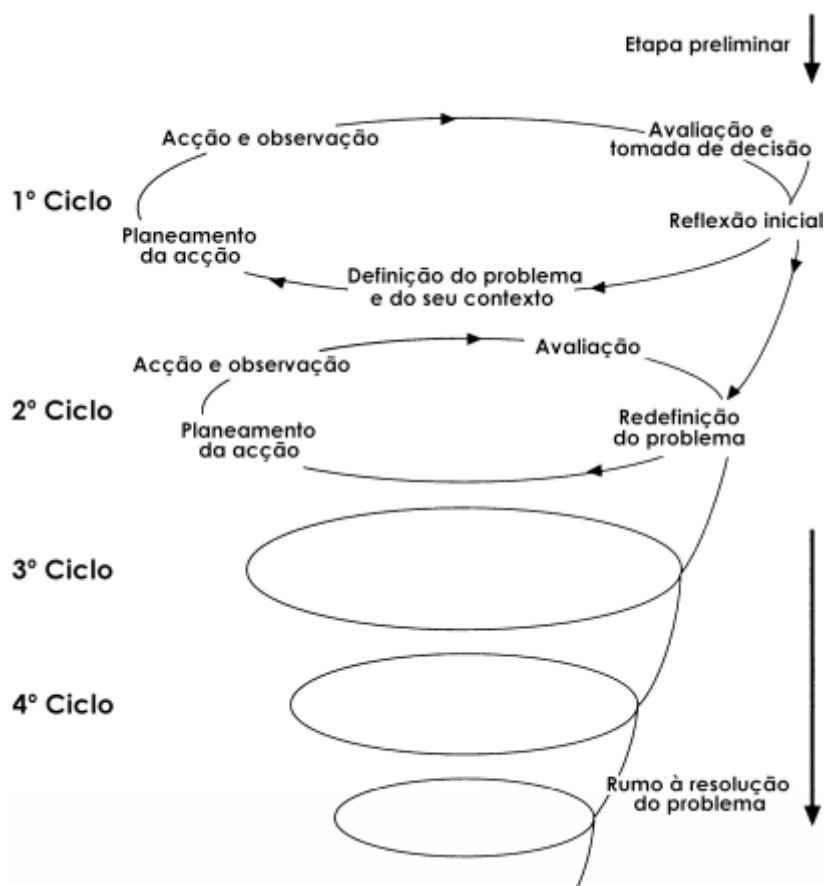 Etapa preliminar
Acção e observação
Avaliação e
tomada de decisão
1º Ciclo
Reflexão inicial
Planeamento
da acção
Definição do problema
e do seu contexto
Acção e observação
Avaliação
2º Ciclo
Planeamento
da acção
Redefinição
do problema
3º Ciclo
4º Ciclo
Rumo à resolução
do problema